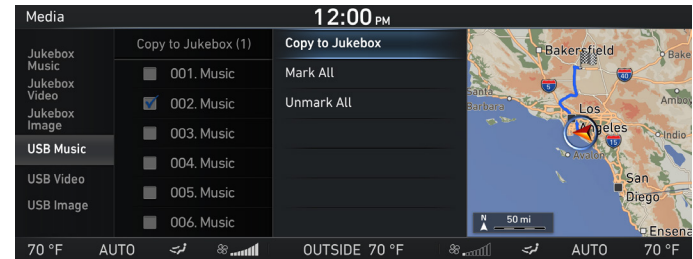 Media
12:00 PM
Jukebox
Music
Jukebox
Video
Jukebox
Image
USB Music
USB Video
USB Image
Copy to Jukebox (1)
001. Music
002. Music
003. Music
004. Music
005. Music
006. Music
Copy to Jukebox
Mark All
Unmark All
Bakersfield
Bake
40
5
Santa
Barbara
Amboy
Los
Angeles
15
Indio
Avalon
San
Diego
N
50 mi
Ensena
70 °F
AUTO
OUTSIDE 70 °F
AUTO
70 °F